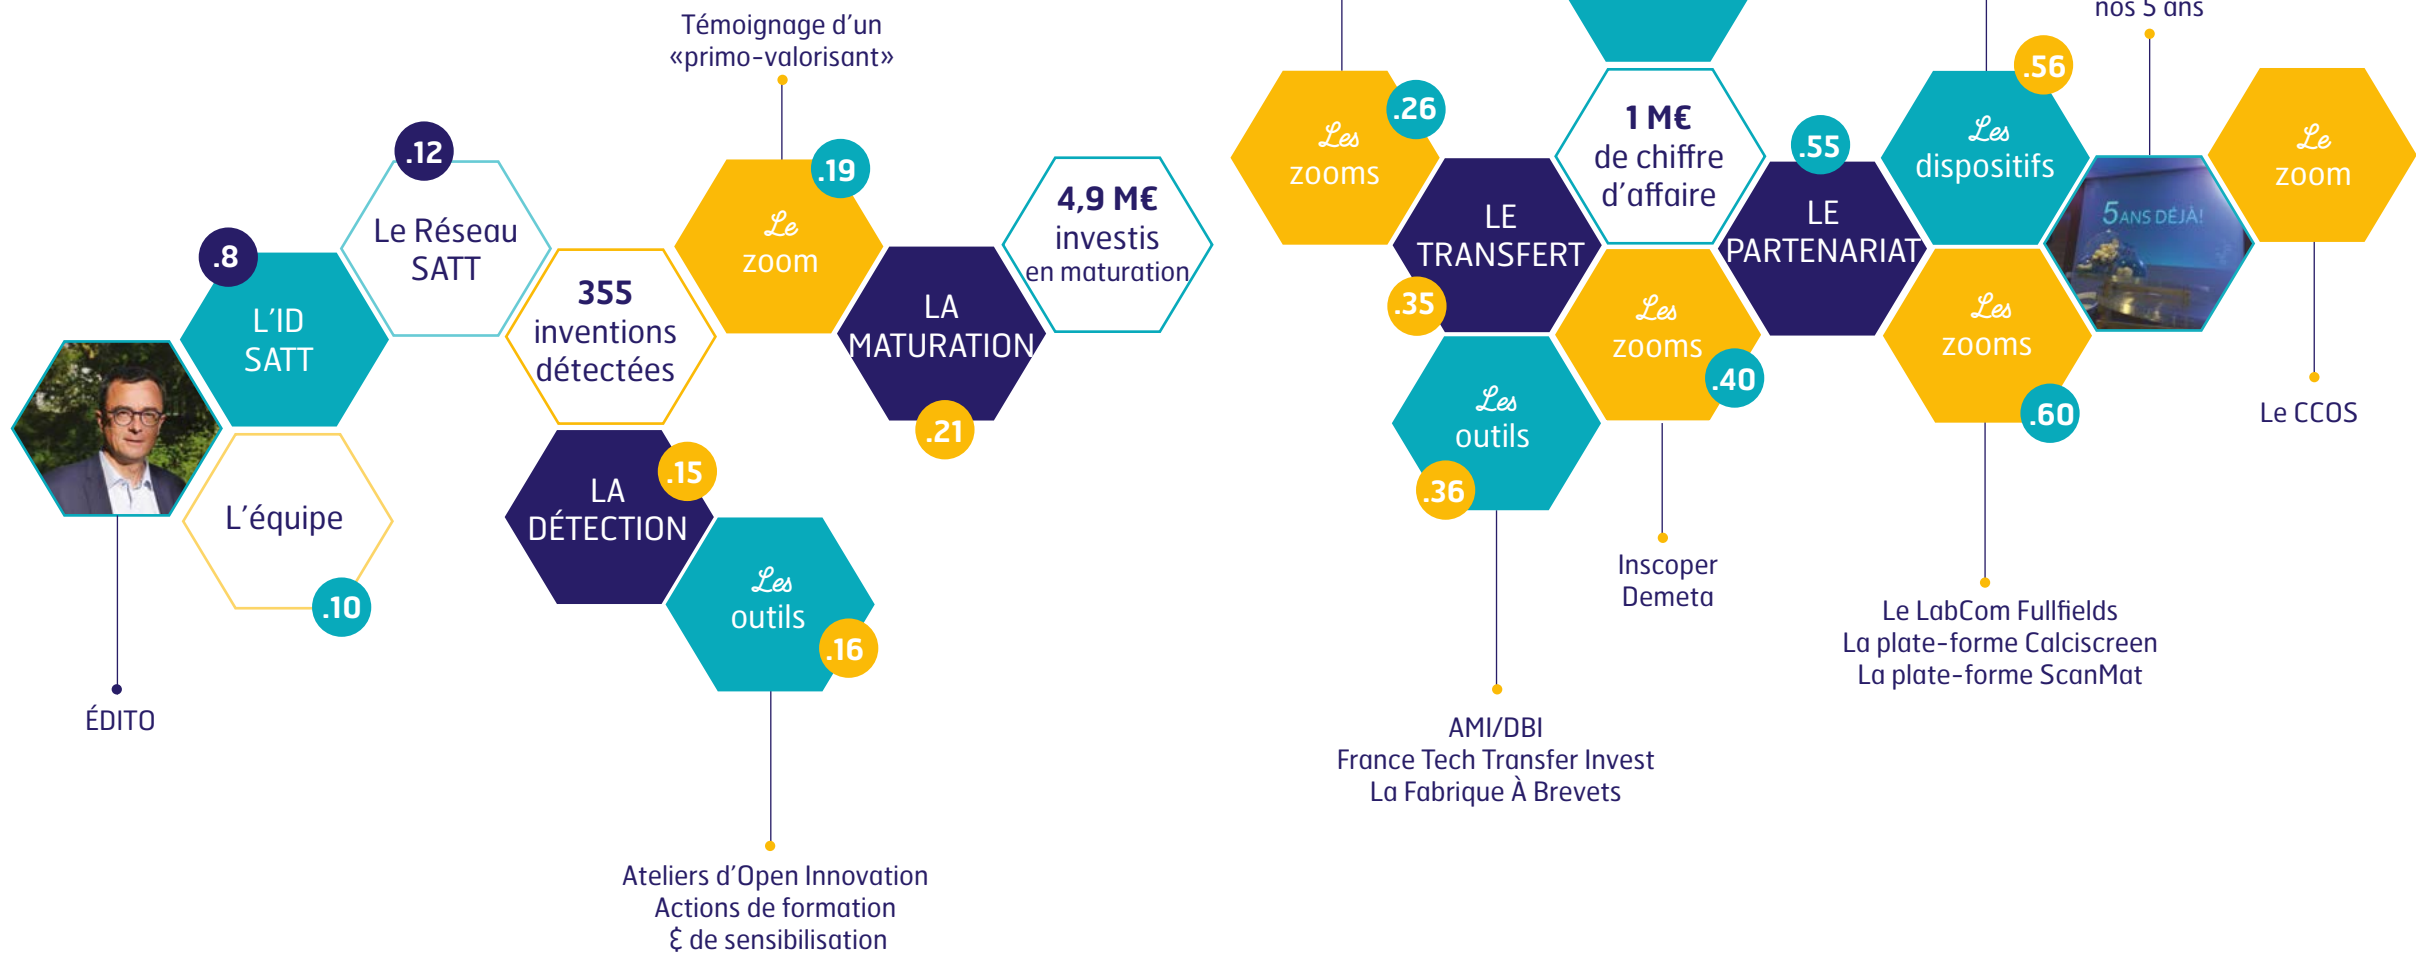 Témoignage d'un
«primo-valorisant»
.12
Le Réseau
SATT
.8
L'ID
SATT
ÉDITO
L'équipe
.10
355
inventions
détectées
LA
DÉTECTION
.15
Les
outils
.16
Ateliers d'Open Innovation
Actions de formation
& de sensibilisation
Le
zoom
.19
LA
MATURATION
.21
4,9 M€
investis
en maturation
Les
zooms
.26
LE
TRANSFERT
.35
Les
outils
.36
AMI/DBI
France Tech Transfer Invest
La Fabrique À Brevets
1 M€
de chiffre
d'affaire
Les
zooms
.40
Inscoper
Demeta
LE
PARTENARIAT
.55
Les
dispositifs
.56
Les
zooms
.60
Le LabCom Fullfields
La plate-forme Calciscreen
La plate-forme ScanMat
nos 5 ans
5 ANS DÉJÀ!
Le
zoom
Le CCOS